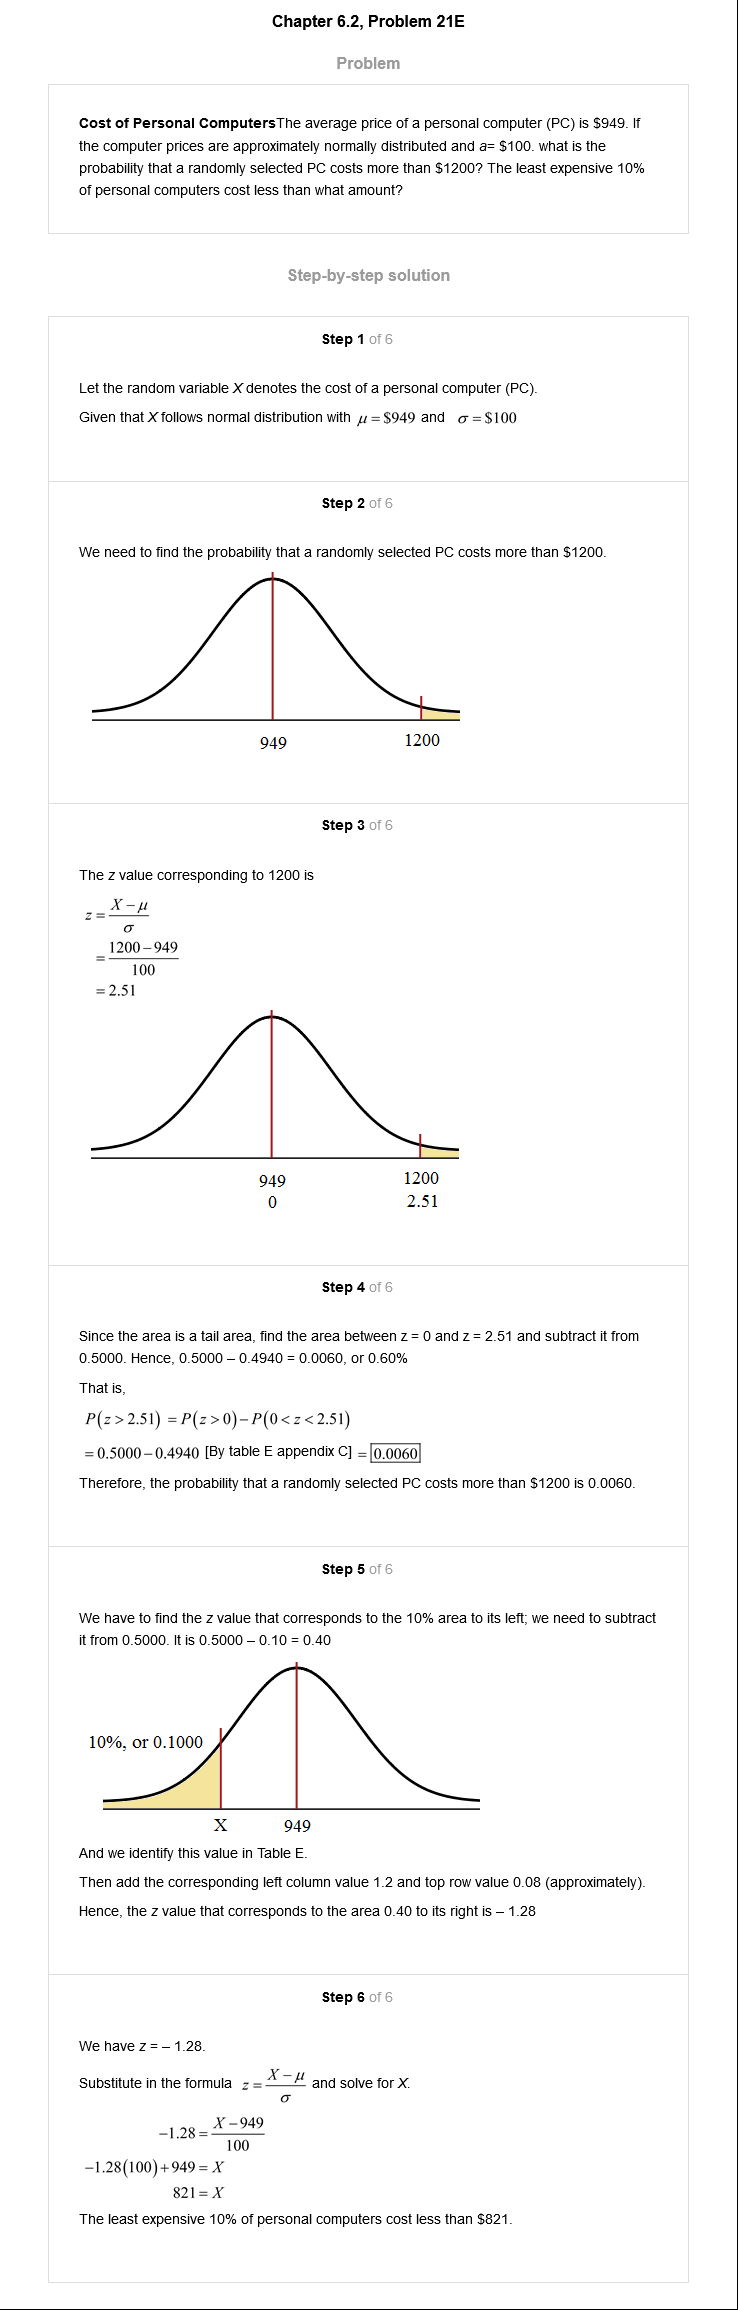 Chapter 6.2, Problem 21E
Problem
Cost of Personal ComputersThe average price of a personal computer (PC) is $949. If
the computer prices are approximately normally distributed and a= $100. what is the
probability that a randomly selected PC costs more than $1200? The least expensive 10%
of personal computers cost less than what amount?
Step-by-step solution
Step 1 of 6
Let the random variable X denotes the cost of a personal computer (PC).
Given that X follows normal distribution with μ = $949 and σ = $100
Step 2 of 6
We need to find the probability that a randomly selected PC costs more than $1200.
949 1200
Step 3 of 6
The z value corresponding to 1200 is
z = (X − μ)/σ
= (1200 − 949)/100
= 2.51
949 1200
0 2.51
Step 4 of 6
Since the area is a tail area, find the area between z = 0 and z = 2.51 and subtract it from
0.5000. Hence, 0.5000 – 0.4940 = 0.0060, or 0.60%
That is,
P(z > 2.51) = P(z > 0) − P(0 < z < 2.51)
= 0.5000 − 0.4940 [By table E appendix C] = 0.0060
Therefore, the probability that a randomly selected PC costs more than $1200 is 0.0060.
Step 5 of 6
We have to find the z value that corresponds to the 10% area to its left; we need to subtract
it from 0.5000. It is 0.5000 – 0.10 = 0.40
10%, or 0.1000
X 949
And we identify this value in Table E.
Then add the corresponding left column value 1.2 and top row value 0.08 (approximately).
Hence, the z value that corresponds to the area 0.40 to its right is – 1.28
Step 6 of 6
We have z = – 1.28.
Substitute in the formula z = (X − μ)/σ and solve for X.
−1.28 = (X − 949)/100
−1.28(100) + 949 = X
821 = X
The least expensive 10% of personal computers cost less than $821.